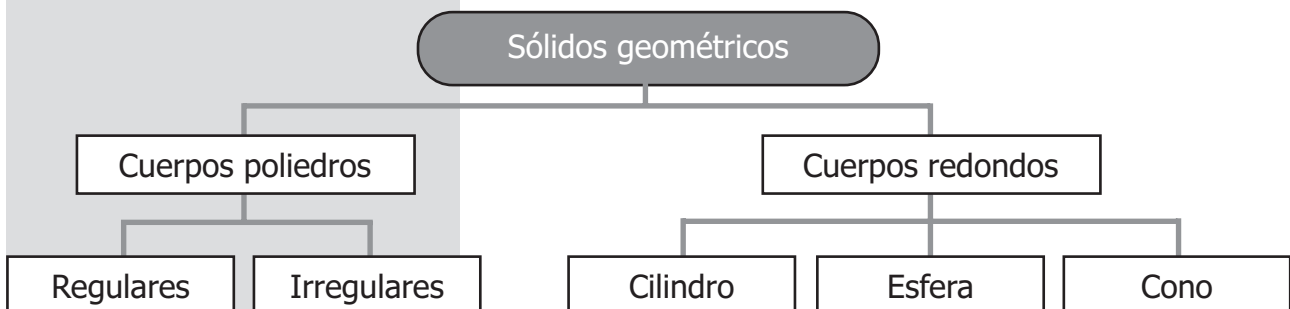 Sólidos geométricos
Cuerpos poliedros
Cuerpos redondos
Regulares
Irregulares
Cilindro
Esfera
Cono